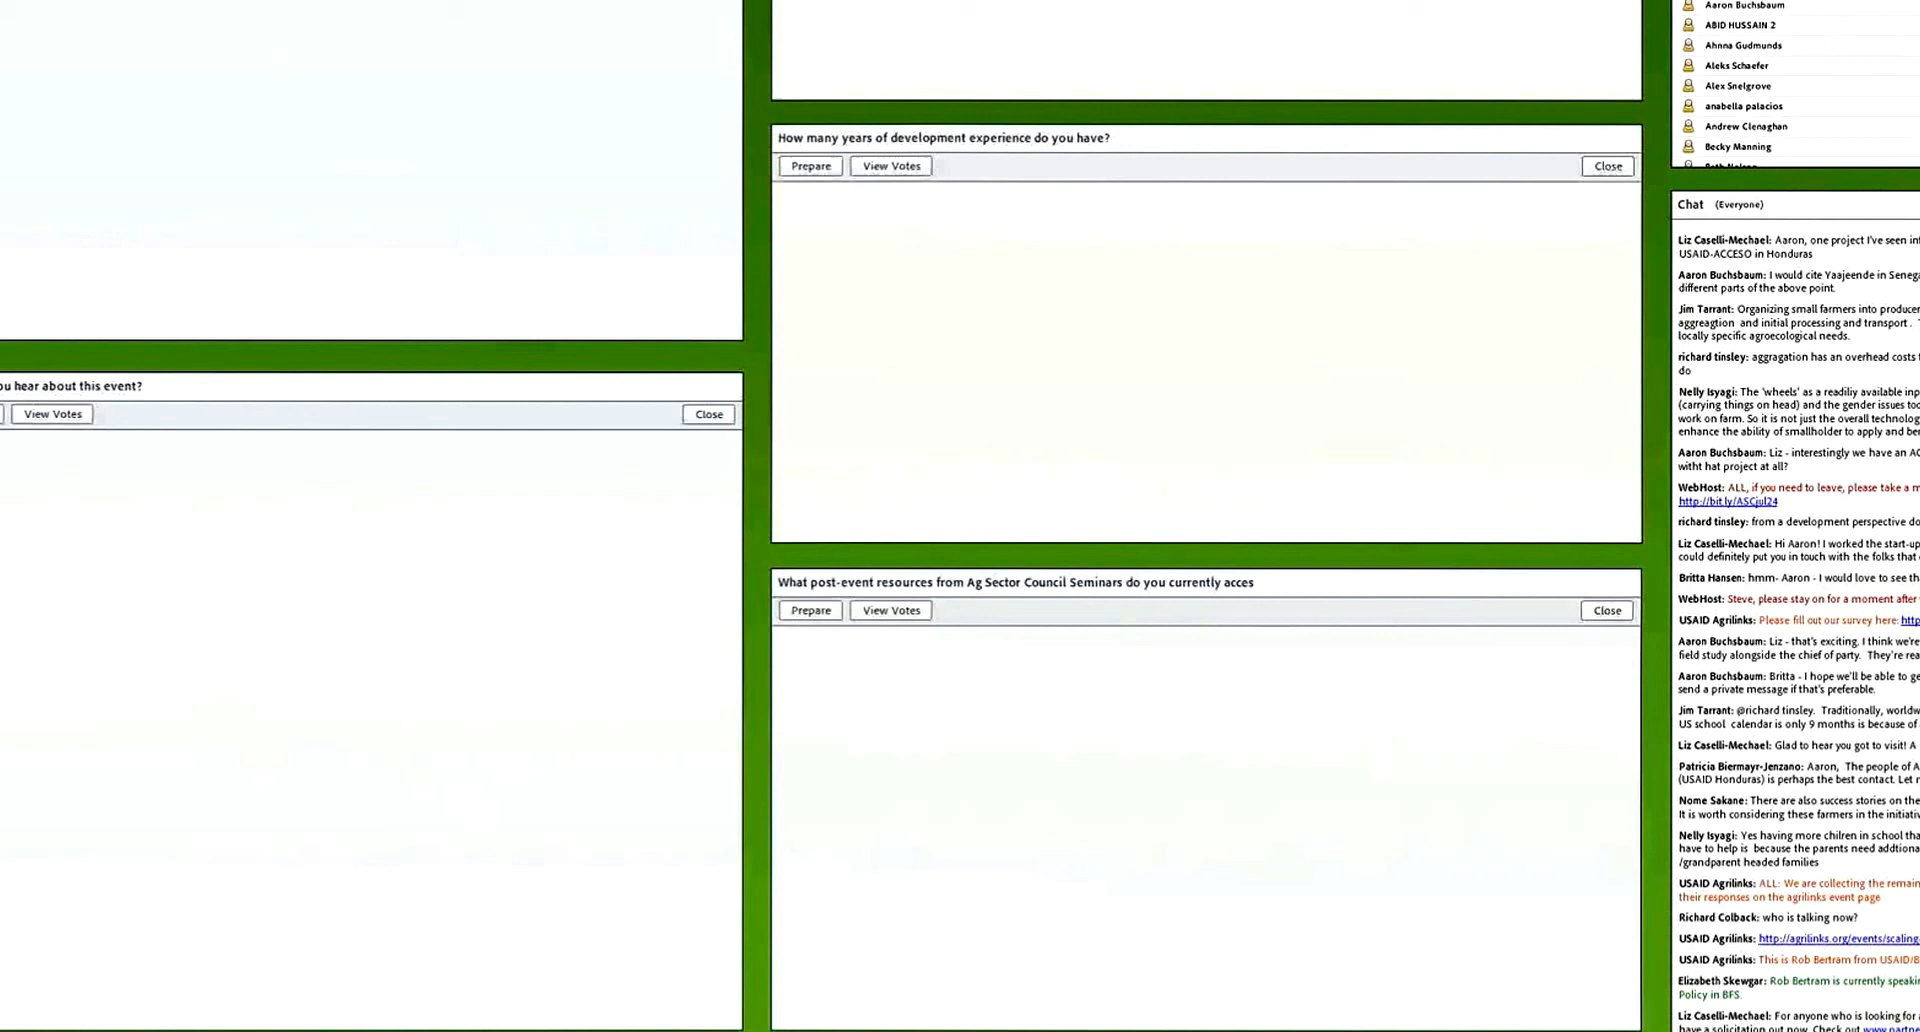 How many years of development experience do you have?
Prepare View Votes Close
ou hear about this event?
View Votes Close
What post-event resources from Ag Sector Council Seminars do you currently acces
Prepare View Votes Close
Aaron Buchsbaum
ABID HUSSAIN 2
Ahnna Gudmunds
Aleks Schaefer
Alex Snelgrove
anabella palacios
Andrew Clenaghan
Becky Manning
Chat (Everyone)
Liz Caselli-Mechael: Aaron, one project I've seen in
USAID-ACCESO in Honduras
Aaron Buchsbaum: I would cite Yaajeende in Seneg
different parts of the above point.
Jim Tarrant: Organizing small farmers into producer
aggreagtion and initial processing and transport .
locally specific agroecological needs.
richard tinsley: aggragation has an overhead costs
do
Nelly Isyagi: The 'wheels' as a readiliy available inp
(carrying things on head) and the gender issues too
work on farm. So it is not just the overall technolog
enhance the ability of smallholder to apply and be
Aaron Buchsbaum: Liz - interestingly we have an AC
witht hat project at all?
WebHost: ALL, if you need to leave, please take a m
http://bit.ly/ASCjul24
richard tinsley: from a development perspective do
Liz Caselli-Mechael: Hi Aaron! I worked the start-up
could definitely put you in touch with the folks that
Britta Hansen: hmm- Aaron - I would love to see th
WebHost: Steve, please stay on for a moment after
USAID Agrilinks: Please fill out our survey here: http
Aaron Buchsbaum: Liz - that's exciting. I think we're
field study alongside the chief of party. They're rea
Aaron Buchsbaum: Britta - I hope we'll be able to ge
send a private message if that's preferable.
Jim Tarrant: @richard tinsley. Traditionally, worldw
US school calendar is only 9 months is because of
Liz Caselli-Mechael: Glad to hear you got to visit! A
Patricia Biermayr-Jenzano: Aaron, The people of A
(USAID Honduras) is perhaps the best contact. Let
Nome Sakane: There are also success stories on the
It is worth considering these farmers in the initiativ
Nelly Isyagi: Yes having more chilren in school tha
have to help is because the parents need addtiona
/grandparent headed families
USAID Agrilinks: ALL: We are collecting the remain
their responses on the agrilinks event page
Richard Colback: who is talking now?
USAID Agrilinks: http://agrilinks.org/events/scaling
USAID Agrilinks: This is Rob Bertram from USAID/B
Elizabeth Skewgar: Rob Bertram is currently speaki
Policy in BFS.
Liz Caselli-Mechael: For anyone who is looking for
have a solicitation out now. Check out www.partne